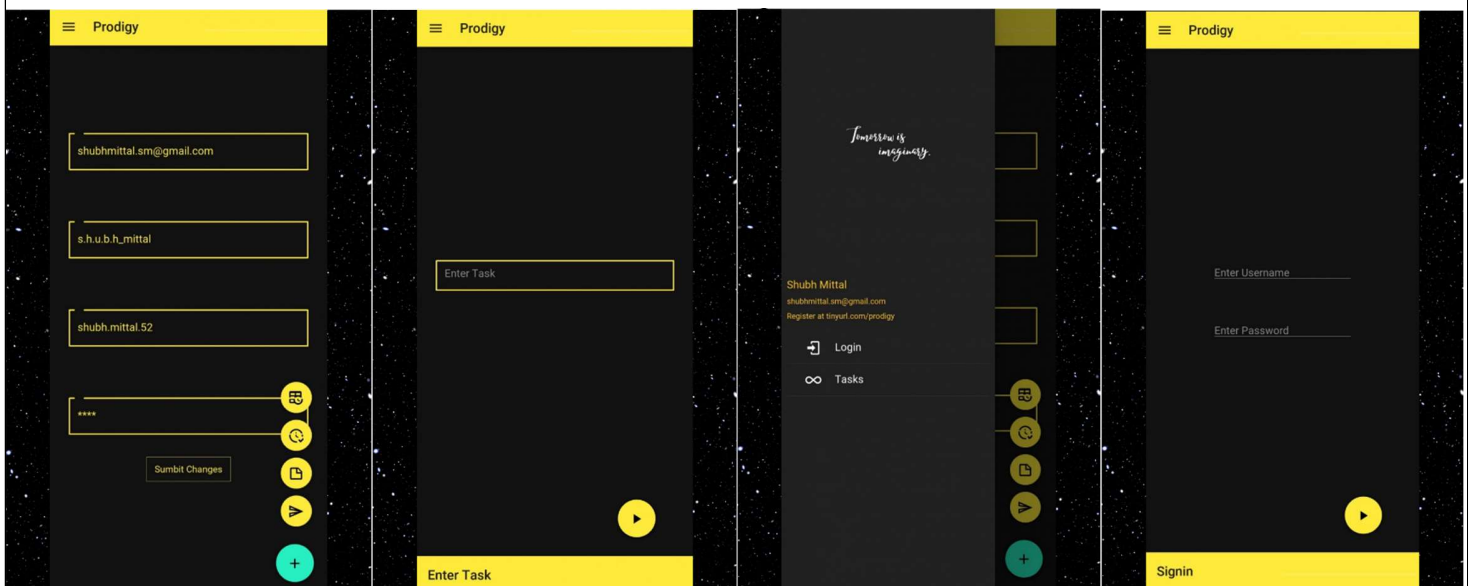 Prodigy
shubhmittal.sm@gmail.com
s.h.u.b.h_mittal
shubh.mittal.52
****
Sumbit Changes
Prodigy
Enter Task
Enter Task
Tomorrow is
imaginary.
Shubh Mittal
shubhmittal.sm@gmail.com
Register at tinyurl.com/prodigy
Login
Tasks
Prodigy
Enter Username
Enter Password
Signin